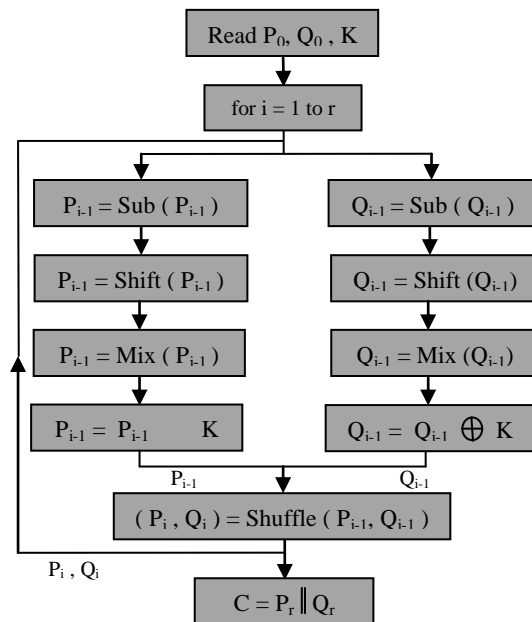 Read P₀, Q₀ , K
for i = 1 to r
Pᵢ₋₁ = Sub ( Pᵢ₋₁ )
Qᵢ₋₁ = Sub ( Qᵢ₋₁ )
Pᵢ₋₁ = Shift ( Pᵢ₋₁ )
Qᵢ₋₁ = Shift (Qᵢ₋₁ )
Pᵢ₋₁ = Mix ( Pᵢ₋₁ )
Qᵢ₋₁ = Mix (Qᵢ₋₁)
Pᵢ₋₁ = Pᵢ₋₁ K
Qᵢ₋₁ = Qᵢ₋₁ ⊕ K
Pᵢ₋₁
Qᵢ₋₁
( Pᵢ , Qᵢ ) = Shuffle ( Pᵢ₋₁, Qᵢ₋₁ )
Pᵢ , Qᵢ
C = Pᵣ ‖ Qᵣ